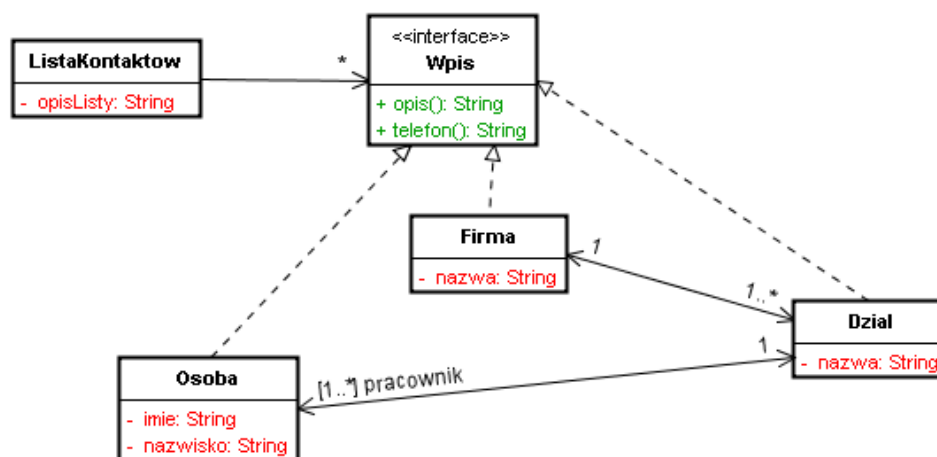 <<interface>>
Wpis
+ opis(): String
+ telefon(): String
ListaKontaktow
- opisListy: String
*
Firma
- nazwa: String
1
1..*
Dzial
- nazwa: String
1
[1..*] pracownik
Osoba
- imie: String
- nazwisko: String